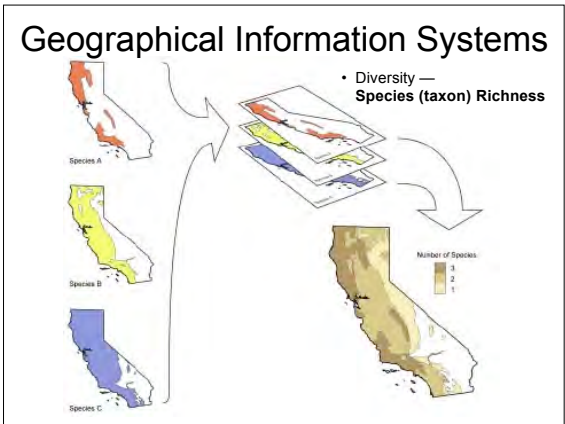 Geographical Information Systems
• Diversity —
Species (taxon) Richness
Species A
Species B
Species C
Number of Species
3
2
1